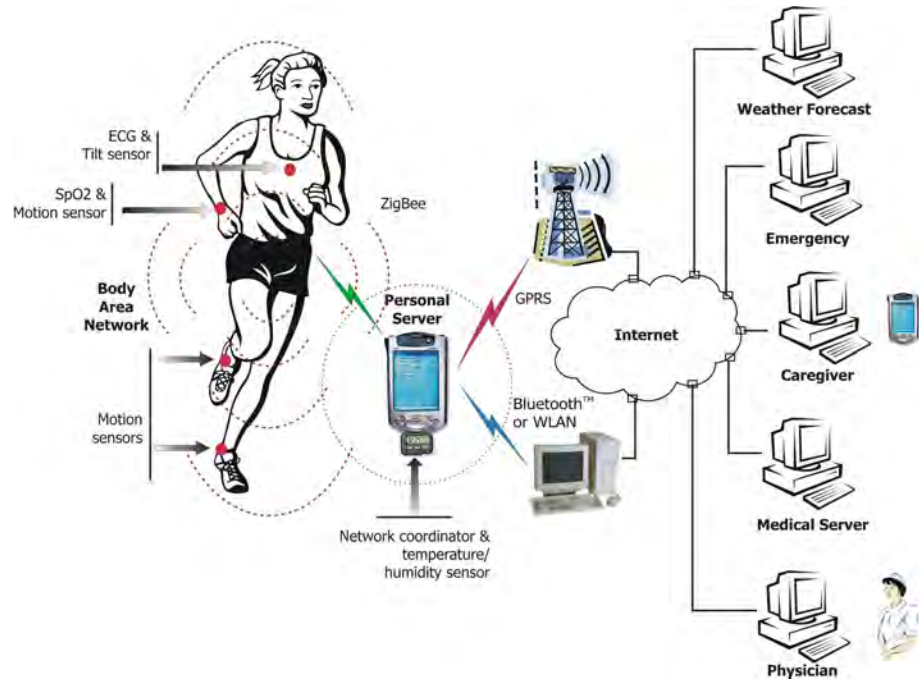 ECG &
Tilt sensor
SpO2 &
Motion sensor
Body
Area
Network
Motion
sensors
ZigBee
Personal
Server
Network coordinator &
temperature/
humidity sensor
GPRS
Bluetooth™
or WLAN
Internet
Weather Forecast
Emergency
Caregiver
Medical Server
Physician